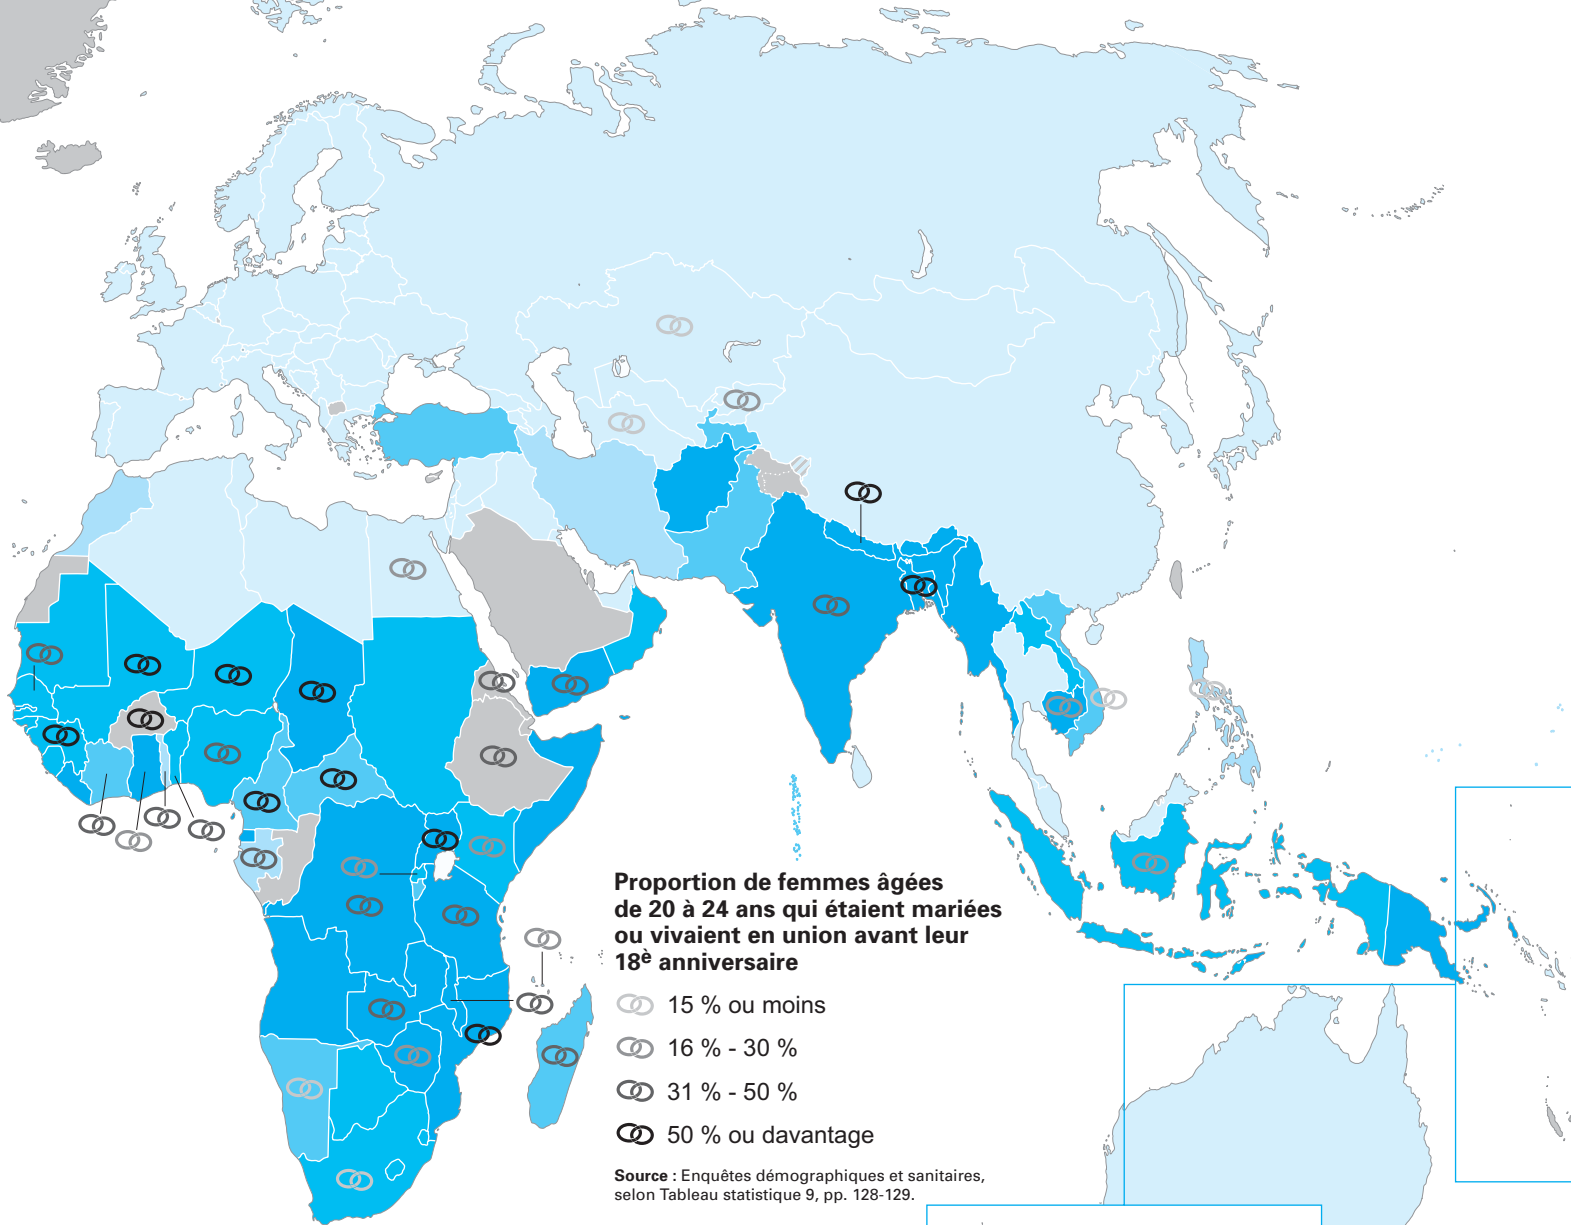 Proportion de femmes âgées
de 20 à 24 ans qui étaient mariées
ou vivaient en union avant leur
18è anniversaire
15 % ou moins
16 % - 30 %
31 % - 50 %
50 % ou davantage
Source : Enquêtes démographiques et sanitaires,
selon Tableau statistique 9, pp. 128-129.